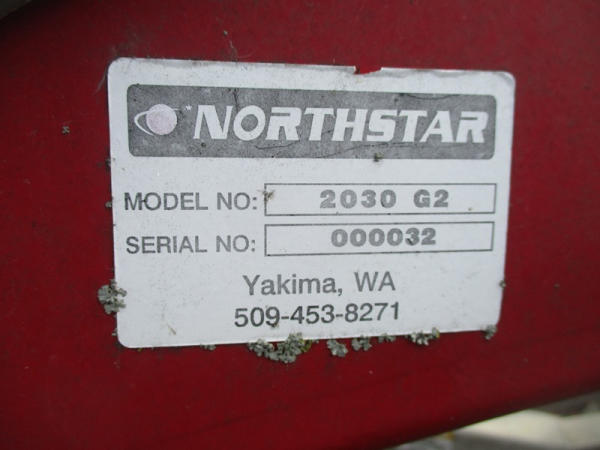 NORTHSTAR
MODEL NO: 2030 G2
SERIAL NO: 000032
Yakima, WA
509-453-8271